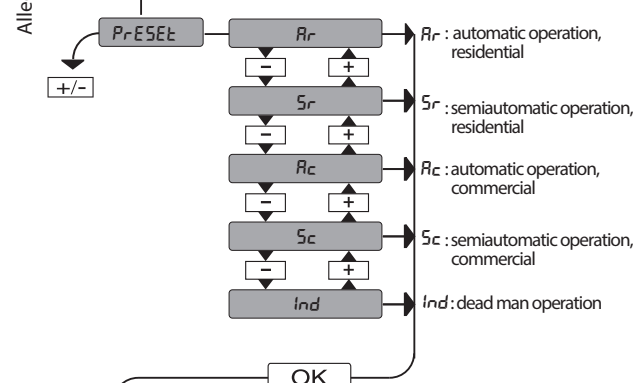 Alle
PrESEt
+/-
Ar
- +
Sr
- +
Ac
- +
Sc
- +
Ind
Ar : automatic operation,
residential
Sr : semiautomatic operation,
residential
Ac : automatic operation,
commercial
Sc : semiautomatic operation,
commercial
Ind : dead man operation
OK